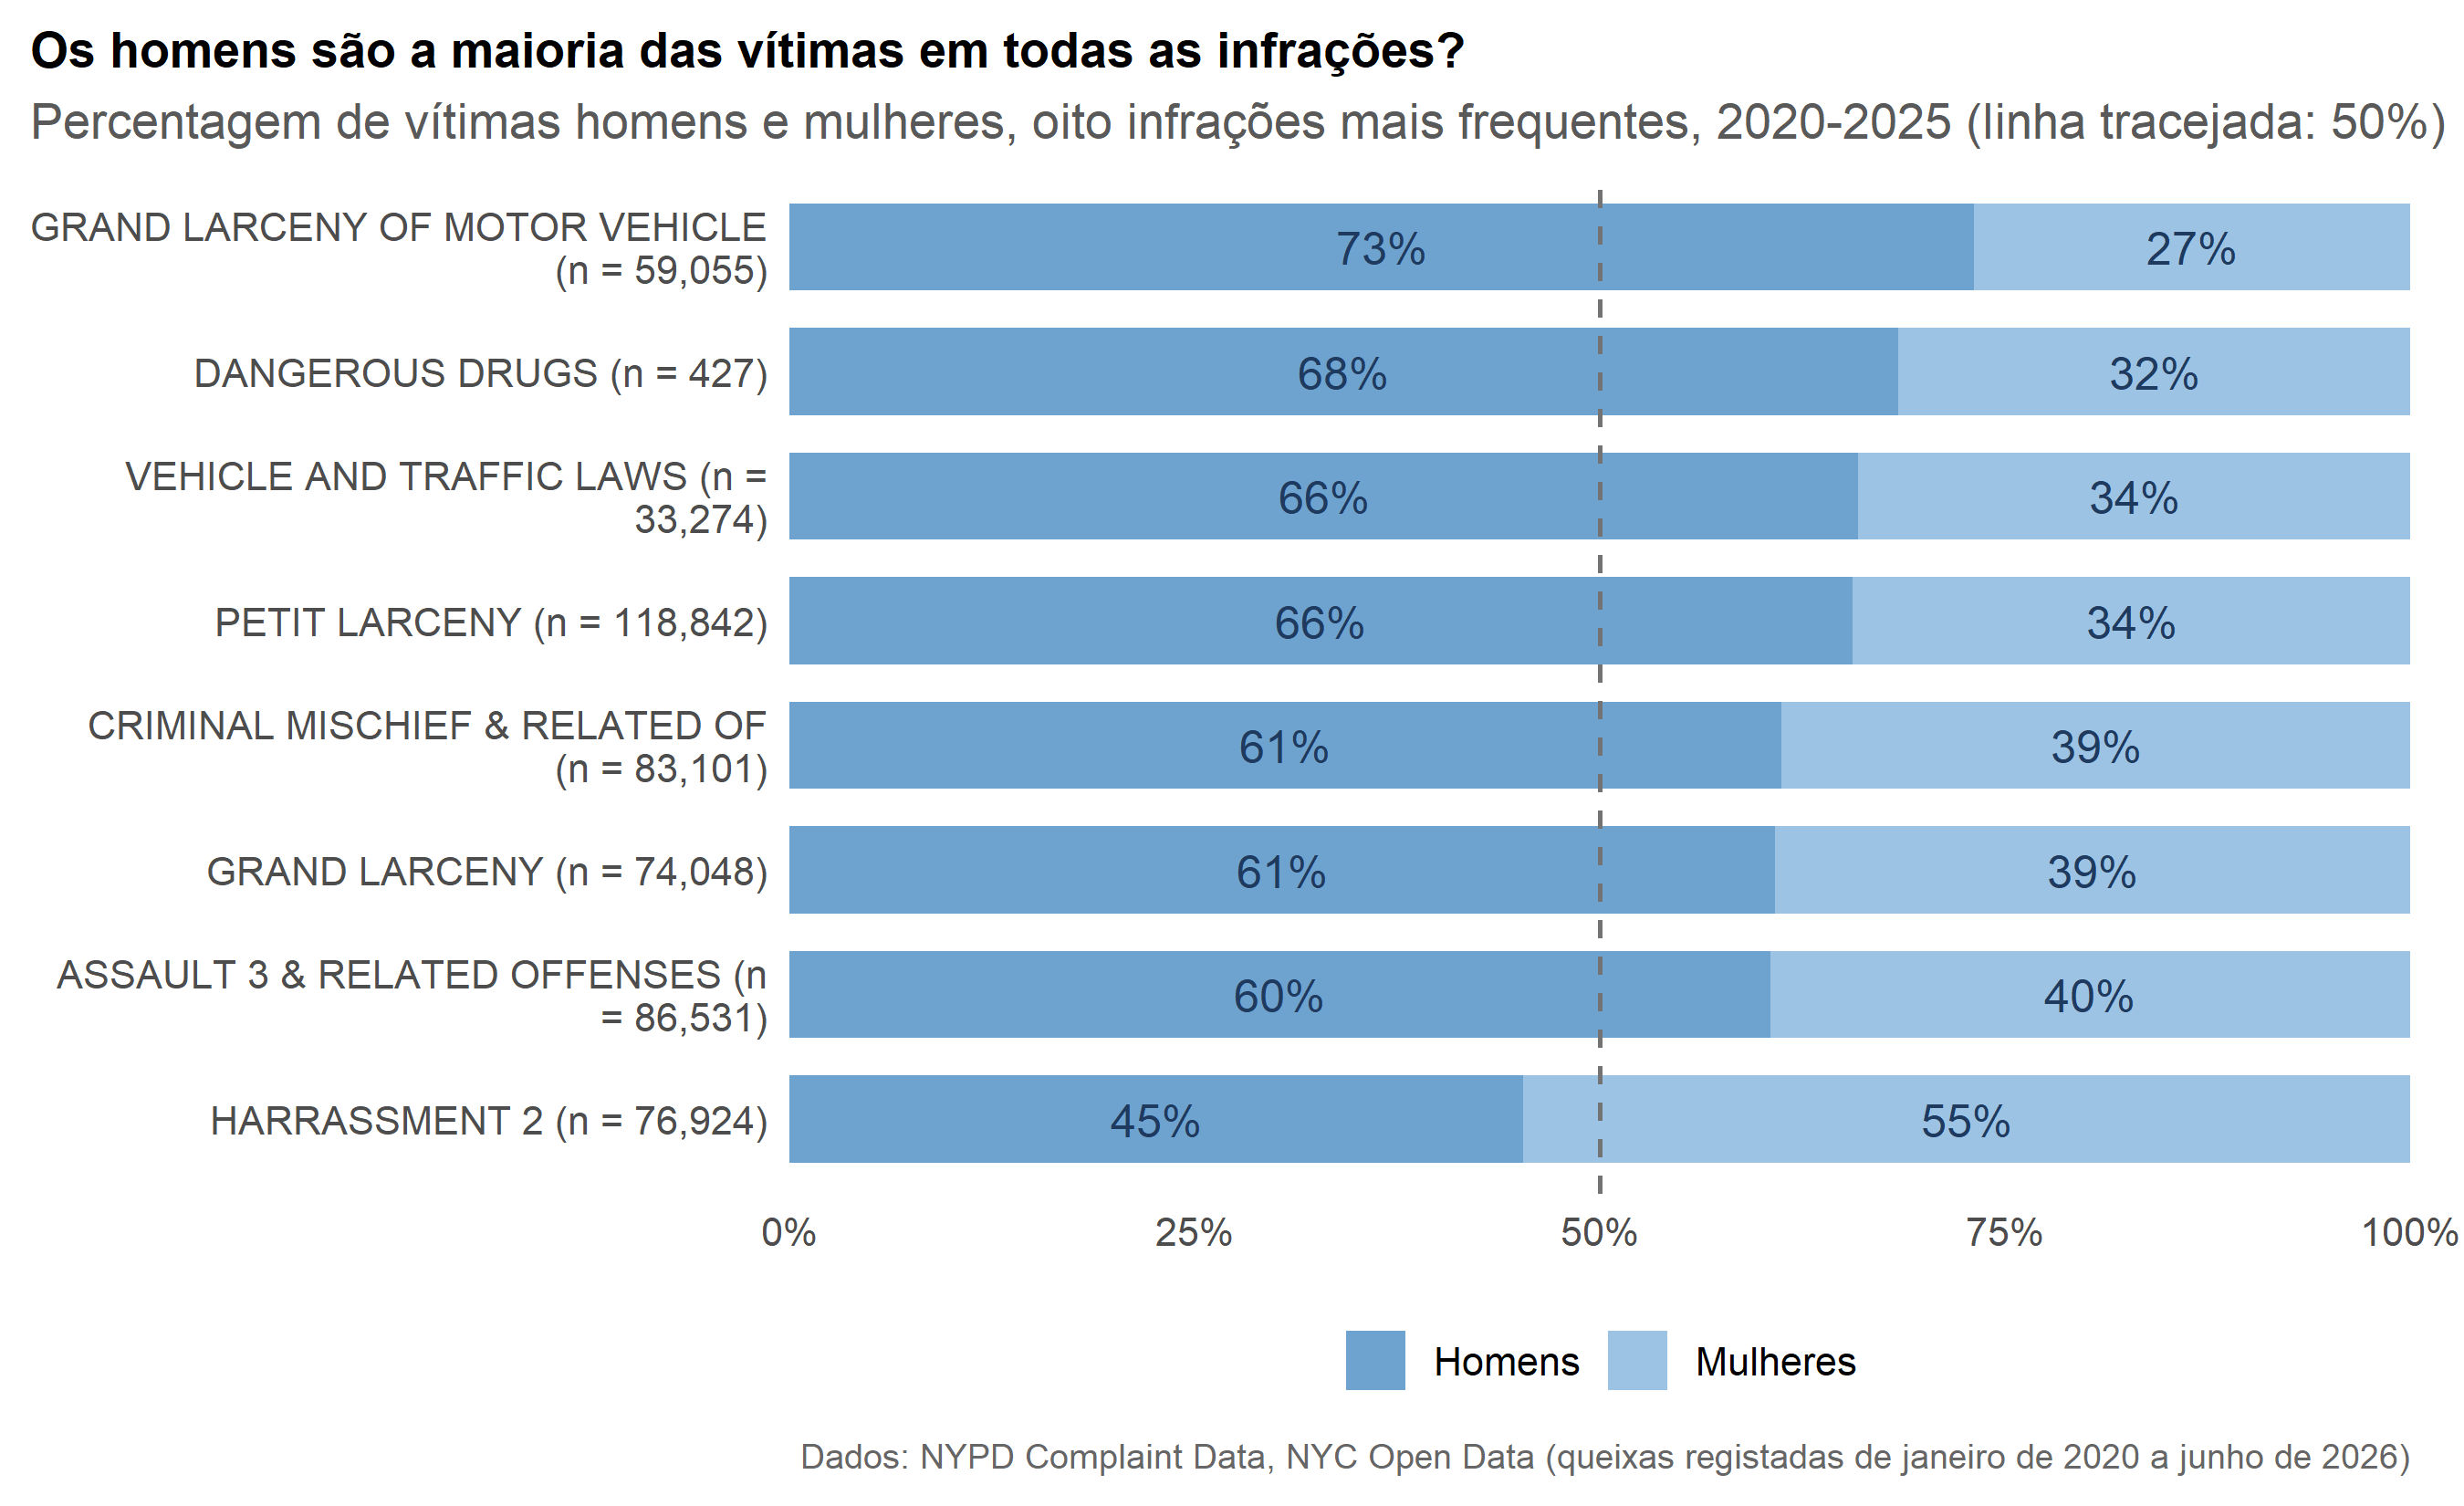 Os homens são a maioria das vítimas em todas as infrações?
Percentagem de vítimas homens e mulheres, oito infrações mais frequentes, 2020-2025 (linha tracejada: 50%)
GRAND LARCENY OF MOTOR VEHICLE
(n = 59,055)
73%
27%
DANGEROUS DRUGS (n = 427)
68%
32%
VEHICLE AND TRAFFIC LAWS (n =
33,274)
66%
34%
PETIT LARCENY (n = 118,842)
66%
34%
CRIMINAL MISCHIEF & RELATED OF
(n = 83,101)
61%
39%
GRAND LARCENY (n = 74,048)
61%
39%
ASSAULT 3 & RELATED OFFENSES (n
= 86,531)
60%
40%
HARRASSMENT 2 (n = 76,924)
45%
55%
0%
25%
50%
75%
100%
Homens
Mulheres
Dados: NYPD Complaint Data, NYC Open Data (queixas registadas de janeiro de 2020 a junho de 2026)